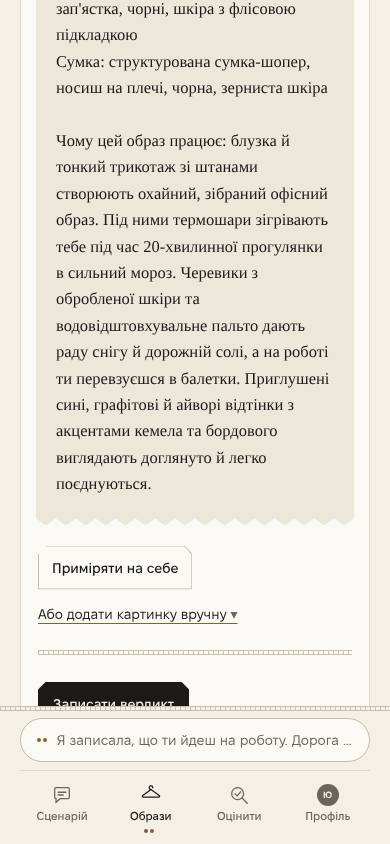 зап'ястка, чорні, шкіра з флісовою
підкладкою
Сумка: структурована сумка-шопер,
носиш на плечі, чорна, зерниста шкіра
Чому цей образ працює: блузка й
тонкий трикотаж зі штанами
створюють охайний, зібраний офісний
образ. Під ними термошари зігрівають
тебе під час 20-хвилинної прогулянки
в сильний мороз. Черевики з
обробленої шкіри та
водовідштовхувальне пальто дають
раду снігу й дорожній солі, а на роботі
ти перевзуєшся в балетки. Приглушені
сині, графітові й айворі відтінки з
акцентами кемела та бордового
виглядають доглянуто й легко
поєднуються.
Приміряти на себе
Або додати картинку вручну ▾
Записати вердикт
Я записала, що ти йдеш на роботу. Дорога ...
Сценарій
Образи
Оцінити
Ю
Профіль